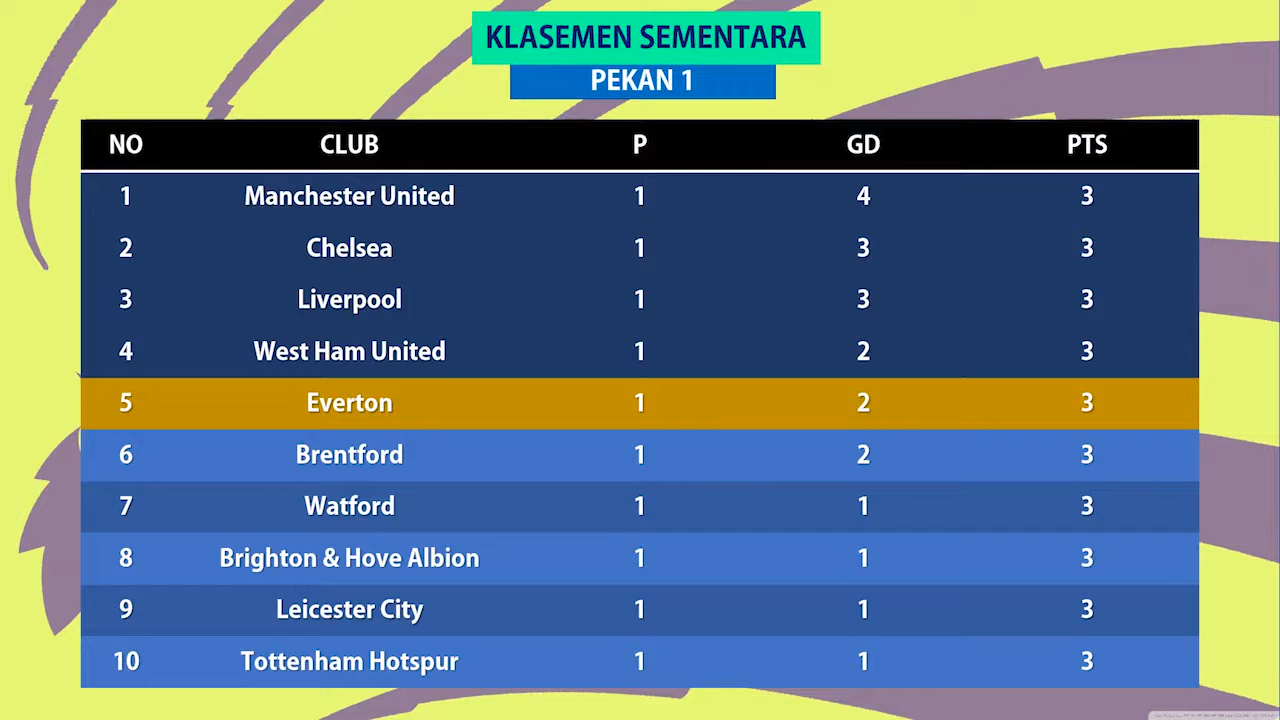 KLASEMEN SEMENTARA
PEKAN 1
NO CLUB P GD PTS
1 Manchester United 1 4 3
2 Chelsea 1 3 3
3 Liverpool 1 3 3
4 West Ham United 1 2 3
5 Everton 1 2 3
6 Brentford 1 2 3
7 Watford 1 1 3
8 Brighton & Hove Albion 1 1 3
9 Leicester City 1 1 3
10 Tottenham Hotspur 1 1 3